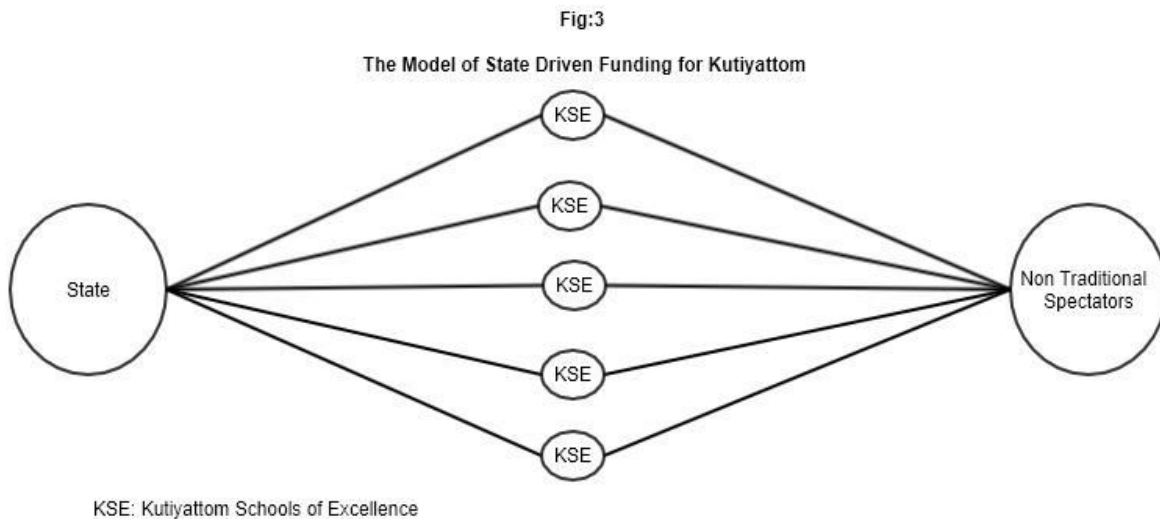 Fig:3
The Model of State Driven Funding for Kutiyattom
KSE
KSE
State
KSE
Non Traditional
Spectators
KSE
KSE
KSE: Kutiyattom Schools of Excellence